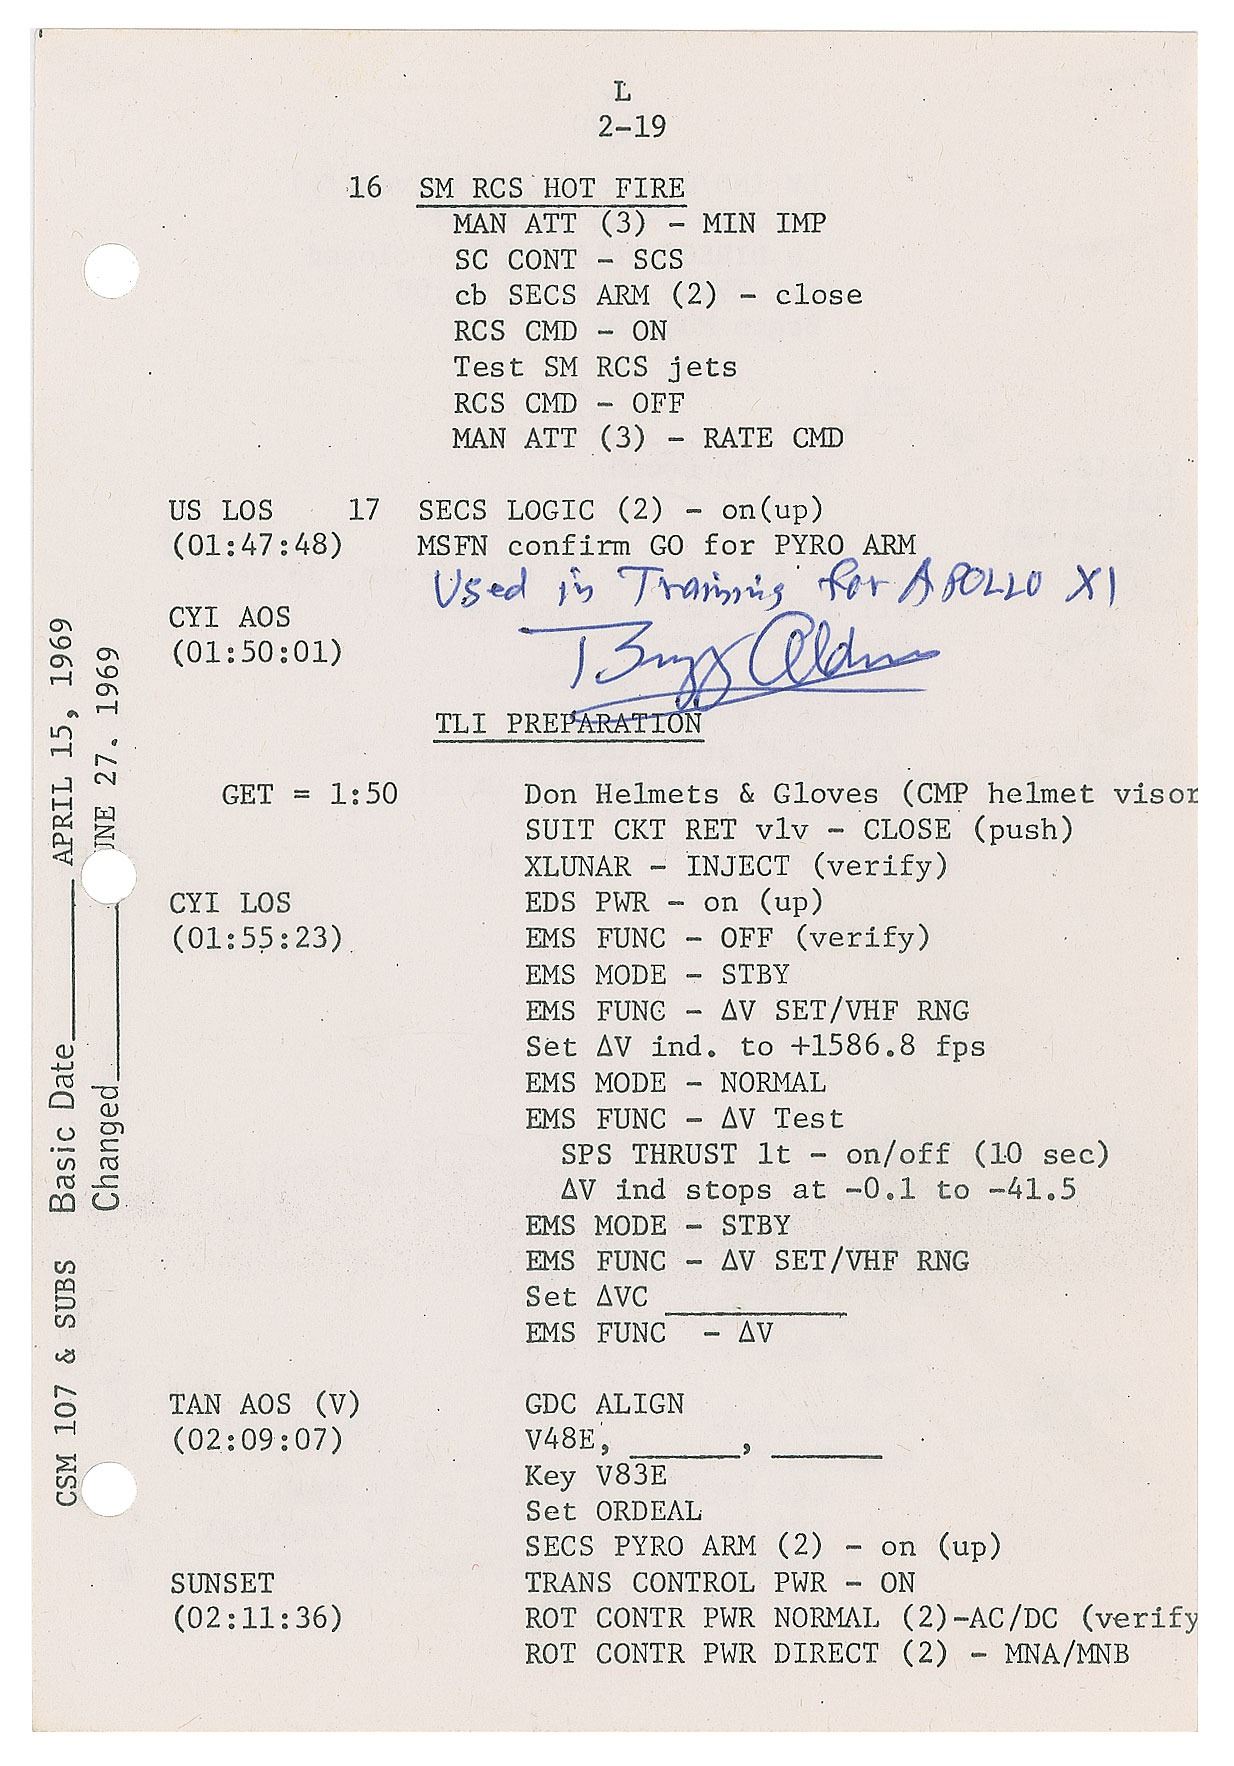 L
2-19
16 SM RCS HOT FIRE
MAN ATT (3) - MIN IMP
SC CONT - SCS
cb SECS ARM (2) - close
RCS CMD - ON
Test SM RCS jets
RCS CMD - OFF
MAN ATT (3) - RATE CMD
US LOS 17 SECS LOGIC (2) - on(up)
(01:47:48) MSFN confirm GO for PYRO ARM
Used in Training for APOLLO XI
CYI AOS
(01:50:01)
Buzz Aldrin
TLI PREPARATION
GET = 1:50 Don Helmets & Gloves (CMP helmet visor
SUIT CKT RET vlv - CLOSE (push)
XLUNAR - INJECT (verify)
CYI LOS EDS PWR - on (up)
(01:55:23) EMS FUNC - OFF (verify)
EMS MODE - STBY
EMS FUNC - ΔV SET/VHF RNG
Set ΔV ind. to +1586.8 fps
EMS MODE - NORMAL
EMS FUNC - ΔV Test
SPS THRUST lt - on/off (10 sec)
ΔV ind stops at -0.1 to -41.5
EMS MODE - STBY
EMS FUNC - ΔV SET/VHF RNG
Set ΔVC __________
EMS FUNC - ΔV
TAN AOS (V) GDC ALIGN
(02:09:07) V48E, ______, ______
Key V83E
Set ORDEAL
SECS PYRO ARM (2) - on (up)
SUNSET TRANS CONTROL PWR - ON
(02:11:36) ROT CONTR PWR NORMAL (2)-AC/DC (verify
ROT CONTR PWR DIRECT (2) - MNA/MNB
CSM 107 & SUBS Basic Date________ APRIL 15, 1969
Changed________ UNE 27. 1969